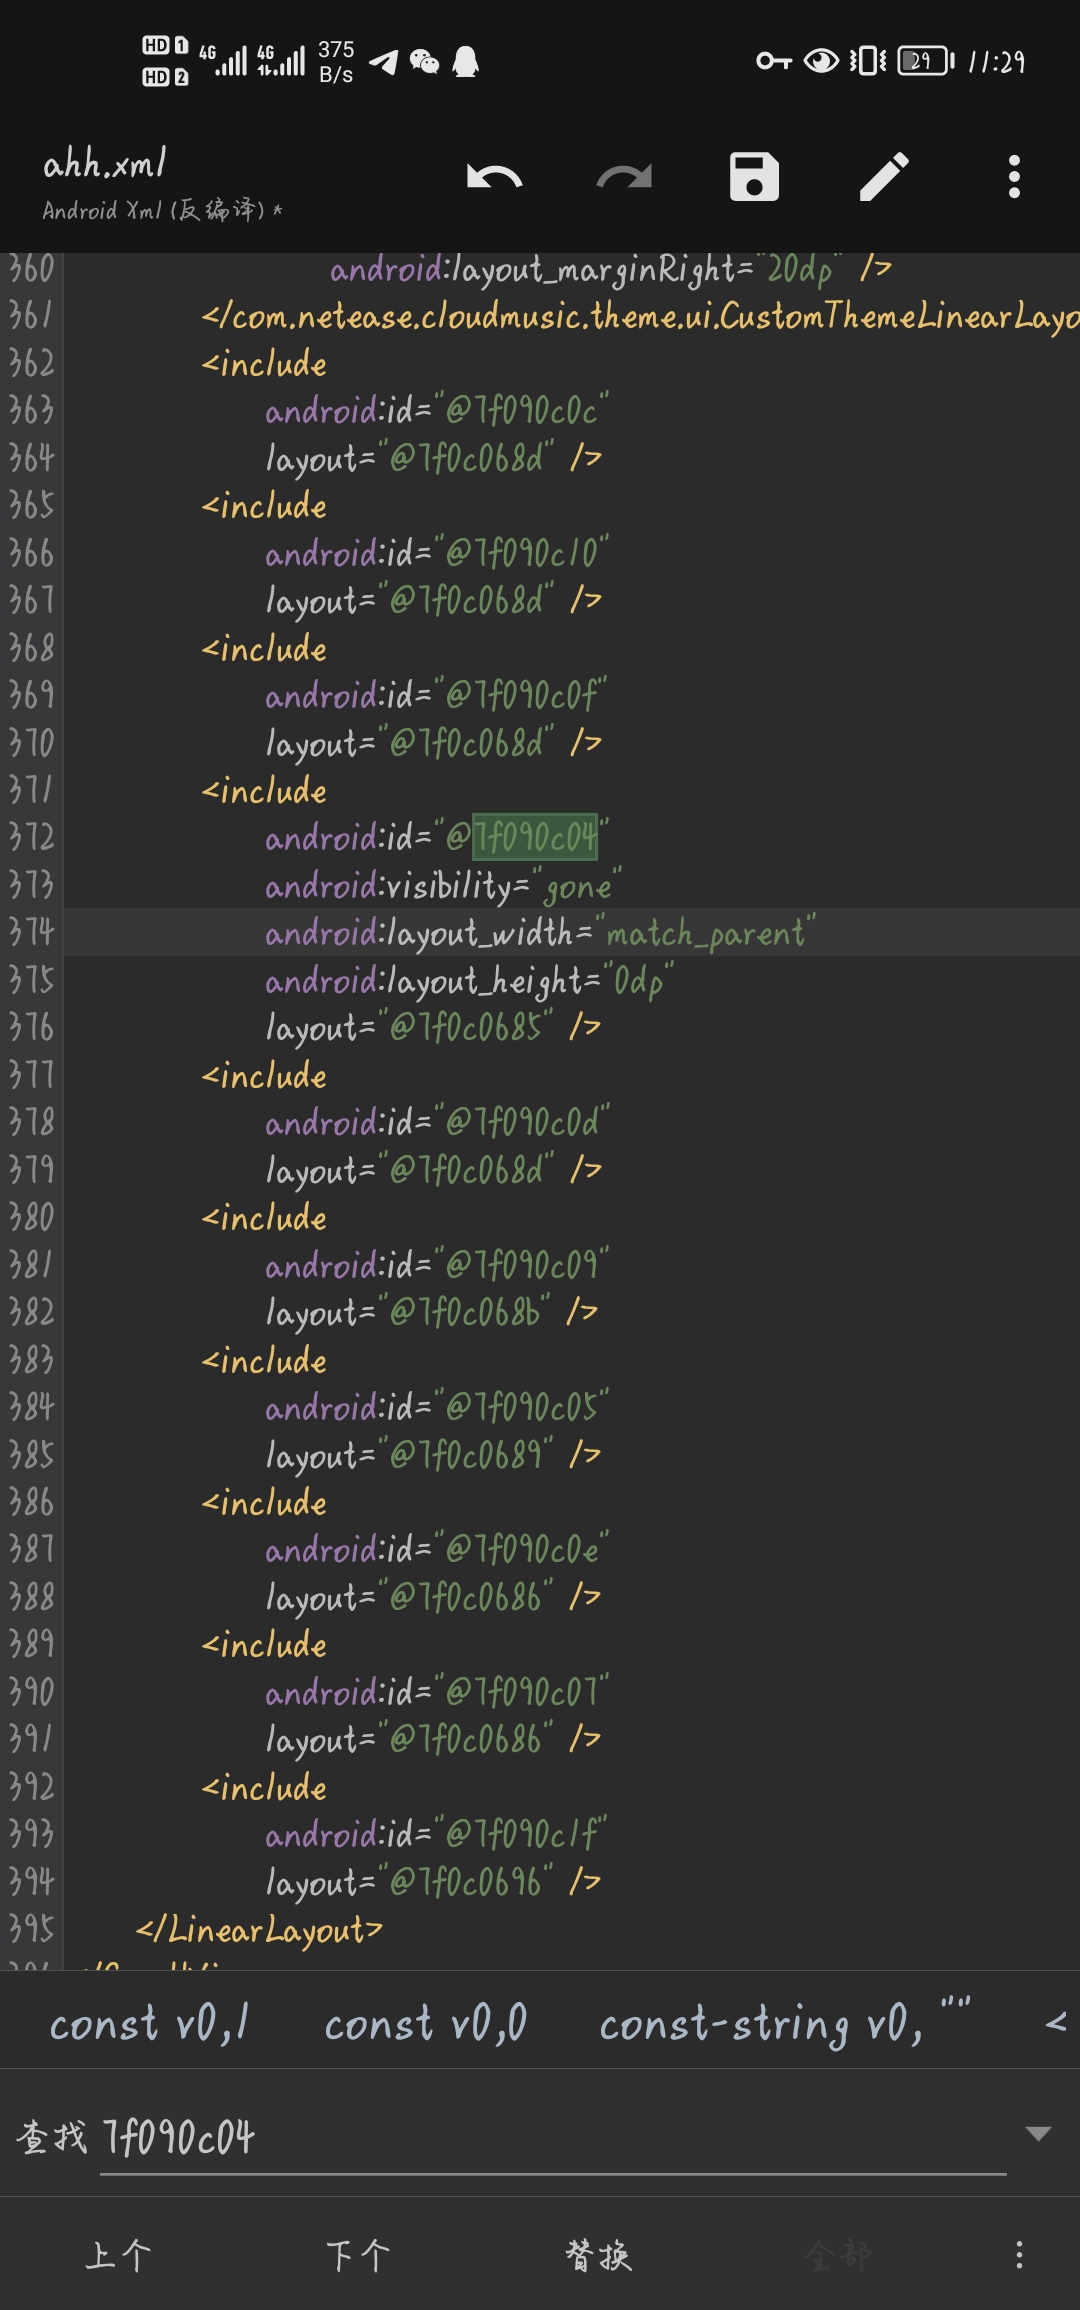 HD 1 4G 4G 375 29 11:29
HD 2 B/s
ahh.xml
Android Xml (反编译) *
360 android:layout_marginRight="20dp" />
361 </com.netease.cloudmusic.theme.ui.CustomThemeLinearLayo
362 <include
363 android:id="@7f090c0c"
364 layout="@7f0c068d" />
365 <include
366 android:id="@7f090c10"
367 layout="@7f0c068d" />
368 <include
369 android:id="@7f090c0f"
370 layout="@7f0c068d" />
371 <include
372 android:id="@7f090c04"
373 android:visibility="gone"
374 android:layout_width="match_parent"
375 android:layout_height="0dp"
376 layout="@7f0c0685" />
377 <include
378 android:id="@7f090c0d"
379 layout="@7f0c068d" />
380 <include
381 android:id="@7f090c09"
382 layout="@7f0c068b" />
383 <include
384 android:id="@7f090c05"
385 layout="@7f0c0689" />
386 <include
387 android:id="@7f090c0e"
388 layout="@7f0c0686" />
389 <include
390 android:id="@7f090c07"
391 layout="@7f0c0686" />
392 <include
393 android:id="@7f090c1f"
394 layout="@7f0c0696" />
395 </LinearLayout>
const v0,1 const v0,0 const-string v0, "" <
查找 7f090c04
上个 下个 替换 全部